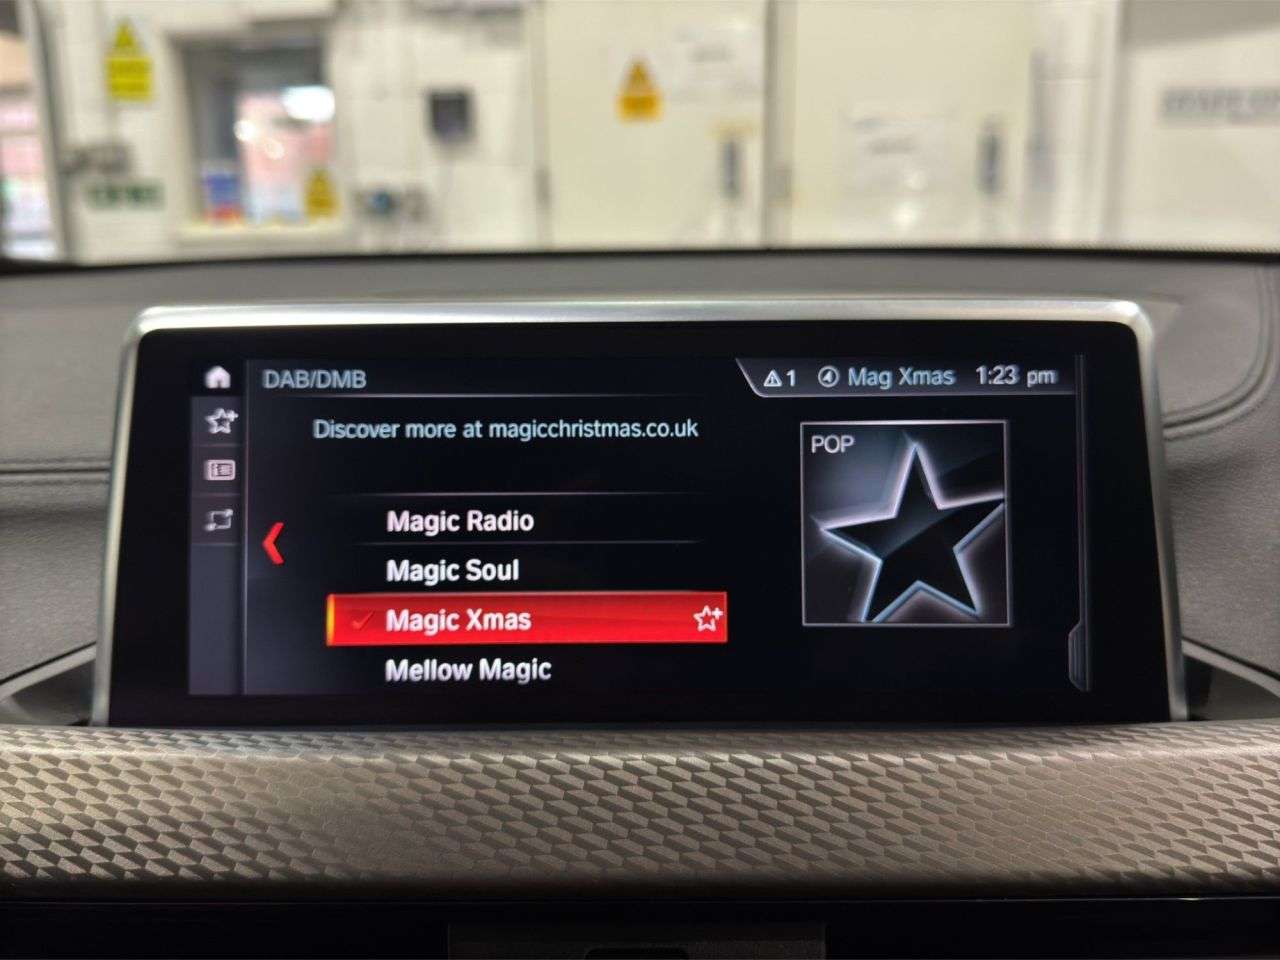 DAB/DMB
1 Mag Xmas 1:23 pm
Discover more at magicchristmas.co.uk
POP
Magic Radio
Magic Soul
Magic Xmas
Mellow Magic